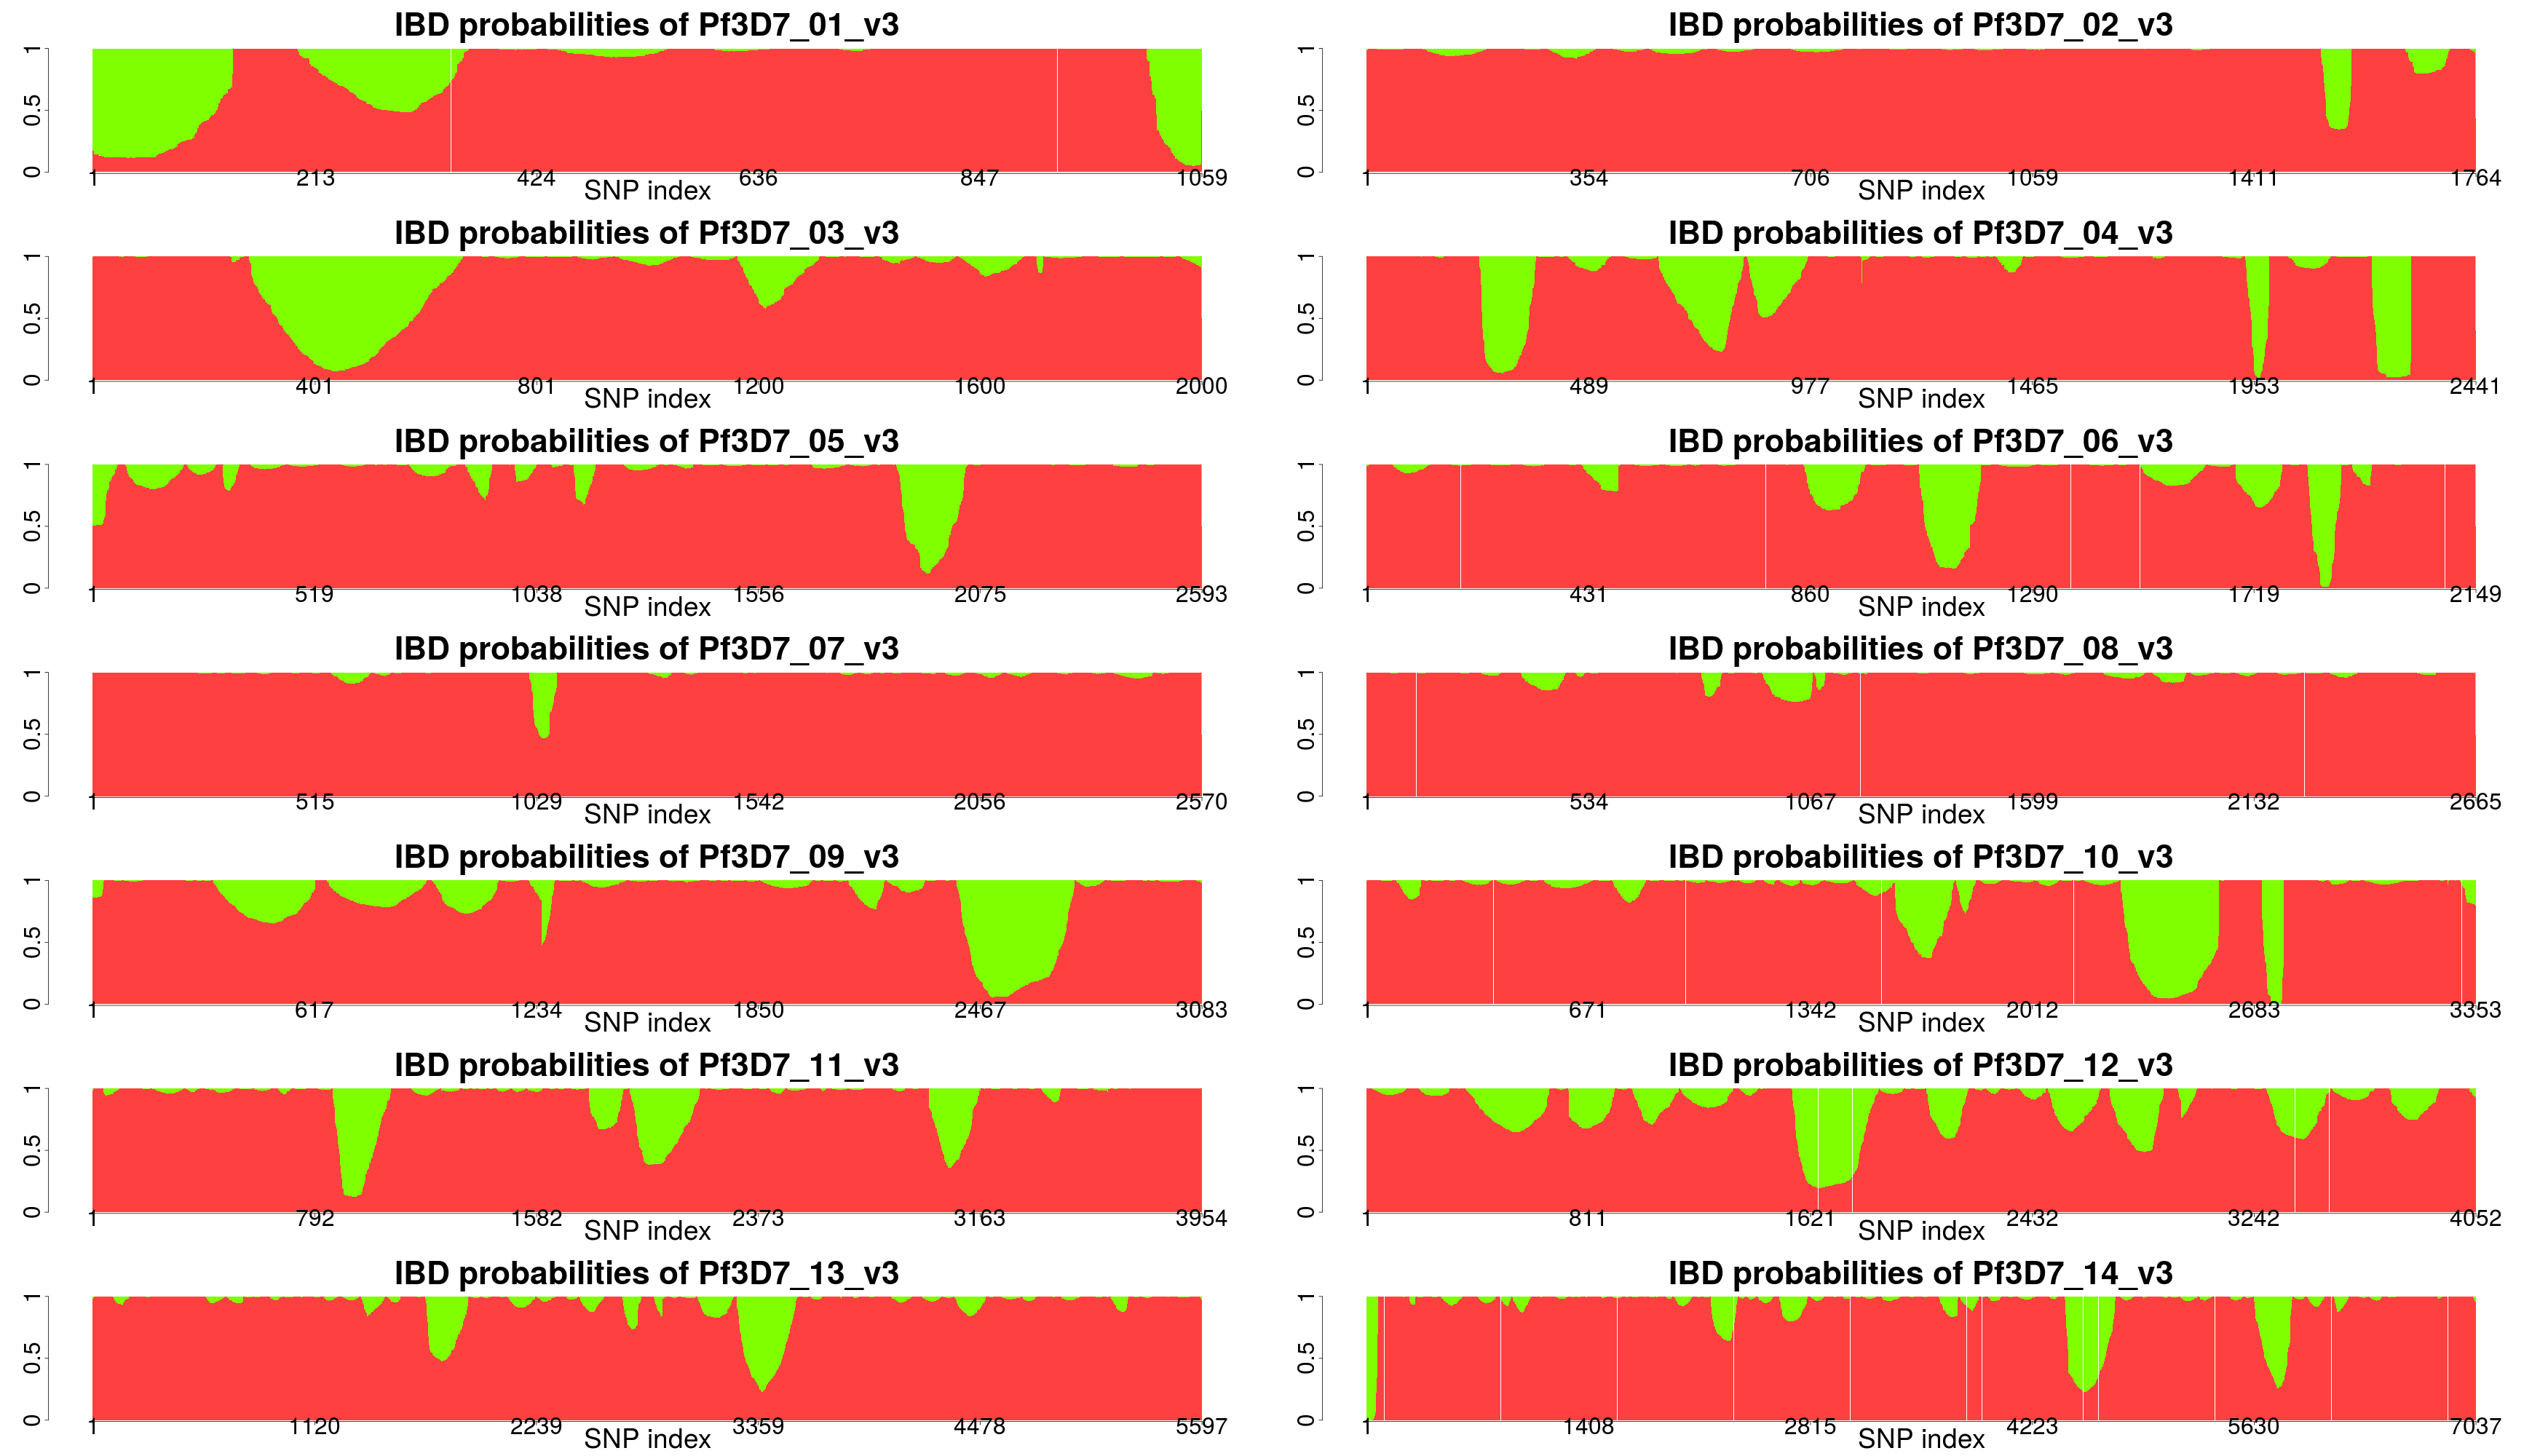 IBD probabilities of Pf3D7_01_v3
0 0.5 1
1 213 424 636 847 1059
SNP index
IBD probabilities of Pf3D7_02_v3
0 0.5 1
1 354 706 1059 1411 1764
SNP index
IBD probabilities of Pf3D7_03_v3
0 0.5 1
1 401 801 1200 1600 2000
SNP index
IBD probabilities of Pf3D7_04_v3
0 0.5 1
1 489 977 1465 1953 2441
SNP index
IBD probabilities of Pf3D7_05_v3
0 0.5 1
1 519 1038 1556 2075 2593
SNP index
IBD probabilities of Pf3D7_06_v3
0 0.5 1
1 431 860 1290 1719 2149
SNP index
IBD probabilities of Pf3D7_07_v3
0 0.5 1
1 515 1029 1542 2056 2570
SNP index
IBD probabilities of Pf3D7_08_v3
0 0.5 1
1 534 1067 1599 2132 2665
SNP index
IBD probabilities of Pf3D7_09_v3
0 0.5 1
1 617 1234 1850 2467 3083
SNP index
IBD probabilities of Pf3D7_10_v3
0 0.5 1
1 671 1342 2012 2683 3353
SNP index
IBD probabilities of Pf3D7_11_v3
0 0.5 1
1 792 1582 2373 3163 3954
SNP index
IBD probabilities of Pf3D7_12_v3
0 0.5 1
1 811 1621 2432 3242 4052
SNP index
IBD probabilities of Pf3D7_13_v3
0 0.5 1
1 1120 2239 3359 4478 5597
SNP index
IBD probabilities of Pf3D7_14_v3
0 0.5 1
1 1408 2815 4223 5630 7037
SNP index